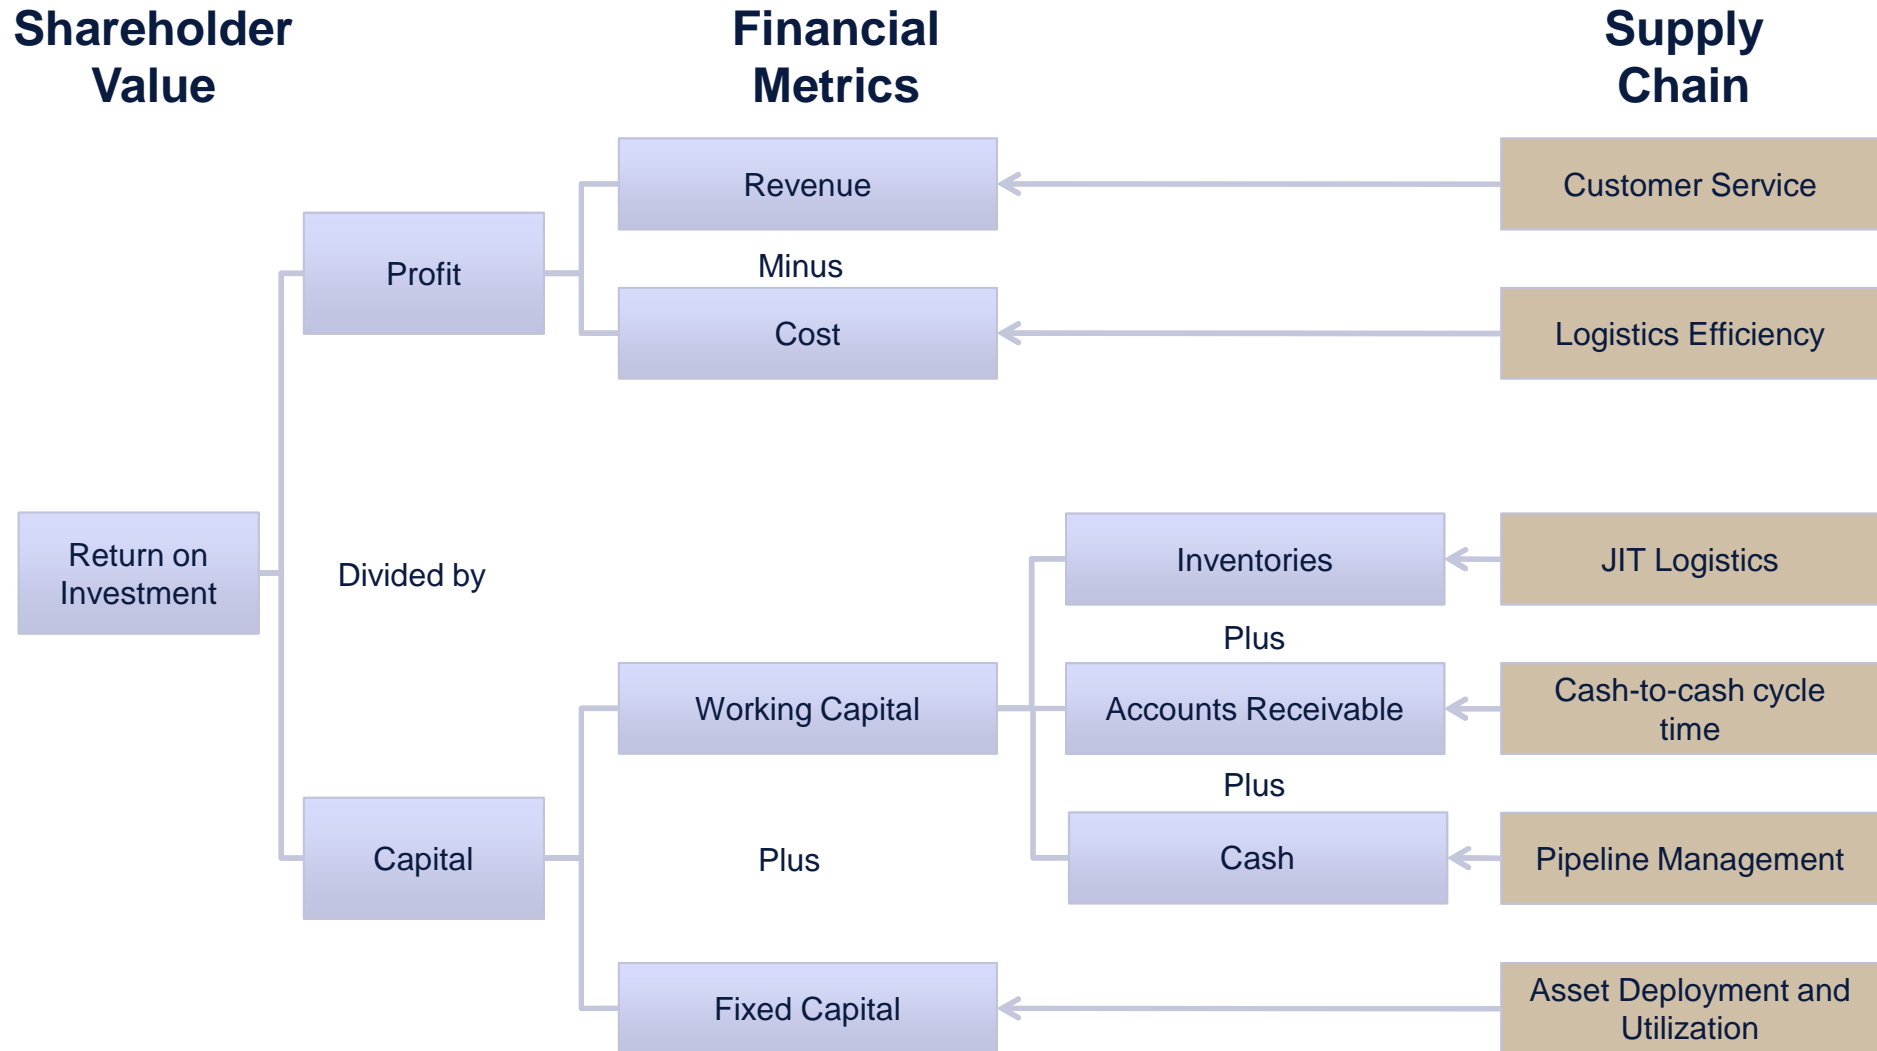 Shareholder
Value
Financial
Metrics
Supply
Chain
Revenue
Customer Service
Profit
Minus
Cost
Logistics Efficiency
Return on
Investment
Divided by
Inventories
JIT Logistics
Plus
Working Capital
Accounts Receivable
Cash-to-cash cycle
time
Plus
Capital
Plus
Cash
Pipeline Management
Fixed Capital
Asset Deployment and
Utilization